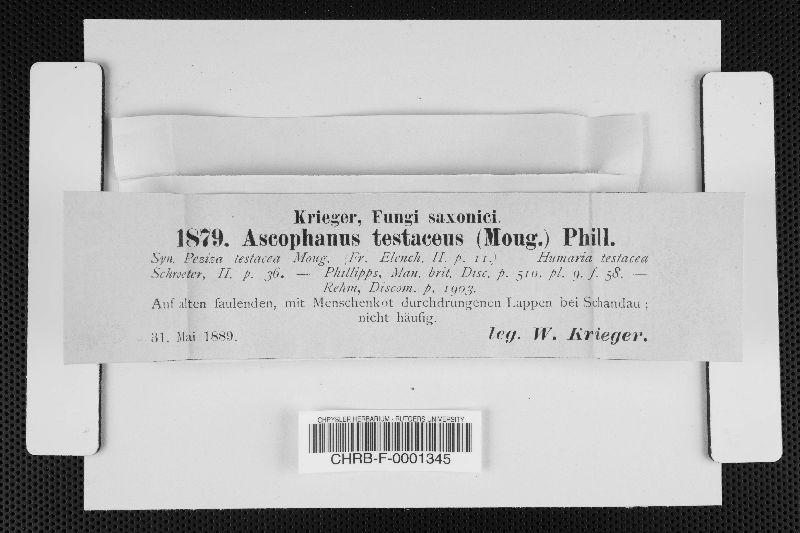 Krieger, Fungi saxonici.
1879. Ascophanus testaceus (Moug.) Phill.
Syn. Peziza testacea Moug. (Fr. Elench. II. p. 11.) Humaria testacea
Schroeter, II. p. 36. — Phillipps, Man. brit. Disc. p. 510. pl. 9. f. 58. —
Rehm, Discom. p. 1903.
Auf alten faulenden, mit Menschenkot durchdrungenen Lappen bei Schandau;
nicht häufig.
31. Mai 1889. leg. W. Krieger.
CHRYSLER HERBARIUM - RUTGERS UNIVERSITY
CHRB-F-0001345